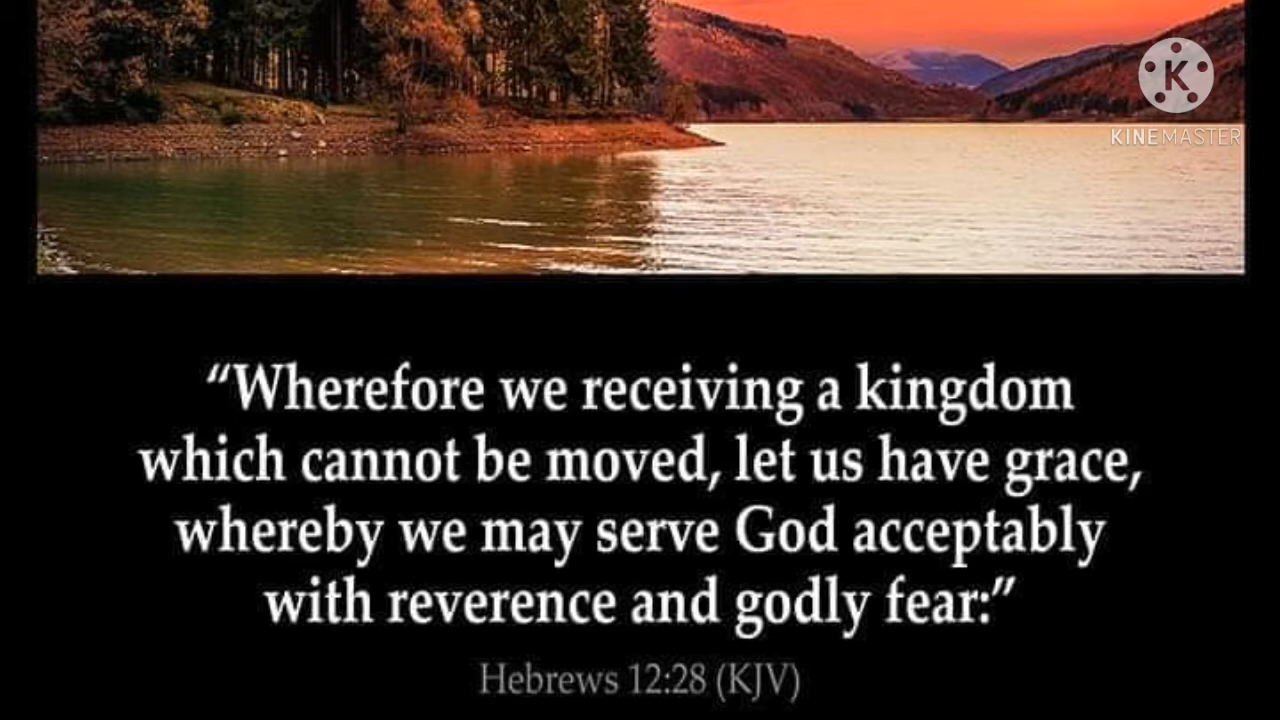 K
KINEMASTER
“Wherefore we receiving a kingdom
which cannot be moved, let us have grace,
whereby we may serve God acceptably
with reverence and godly fear:”
Hebrews 12:28 (KJV)